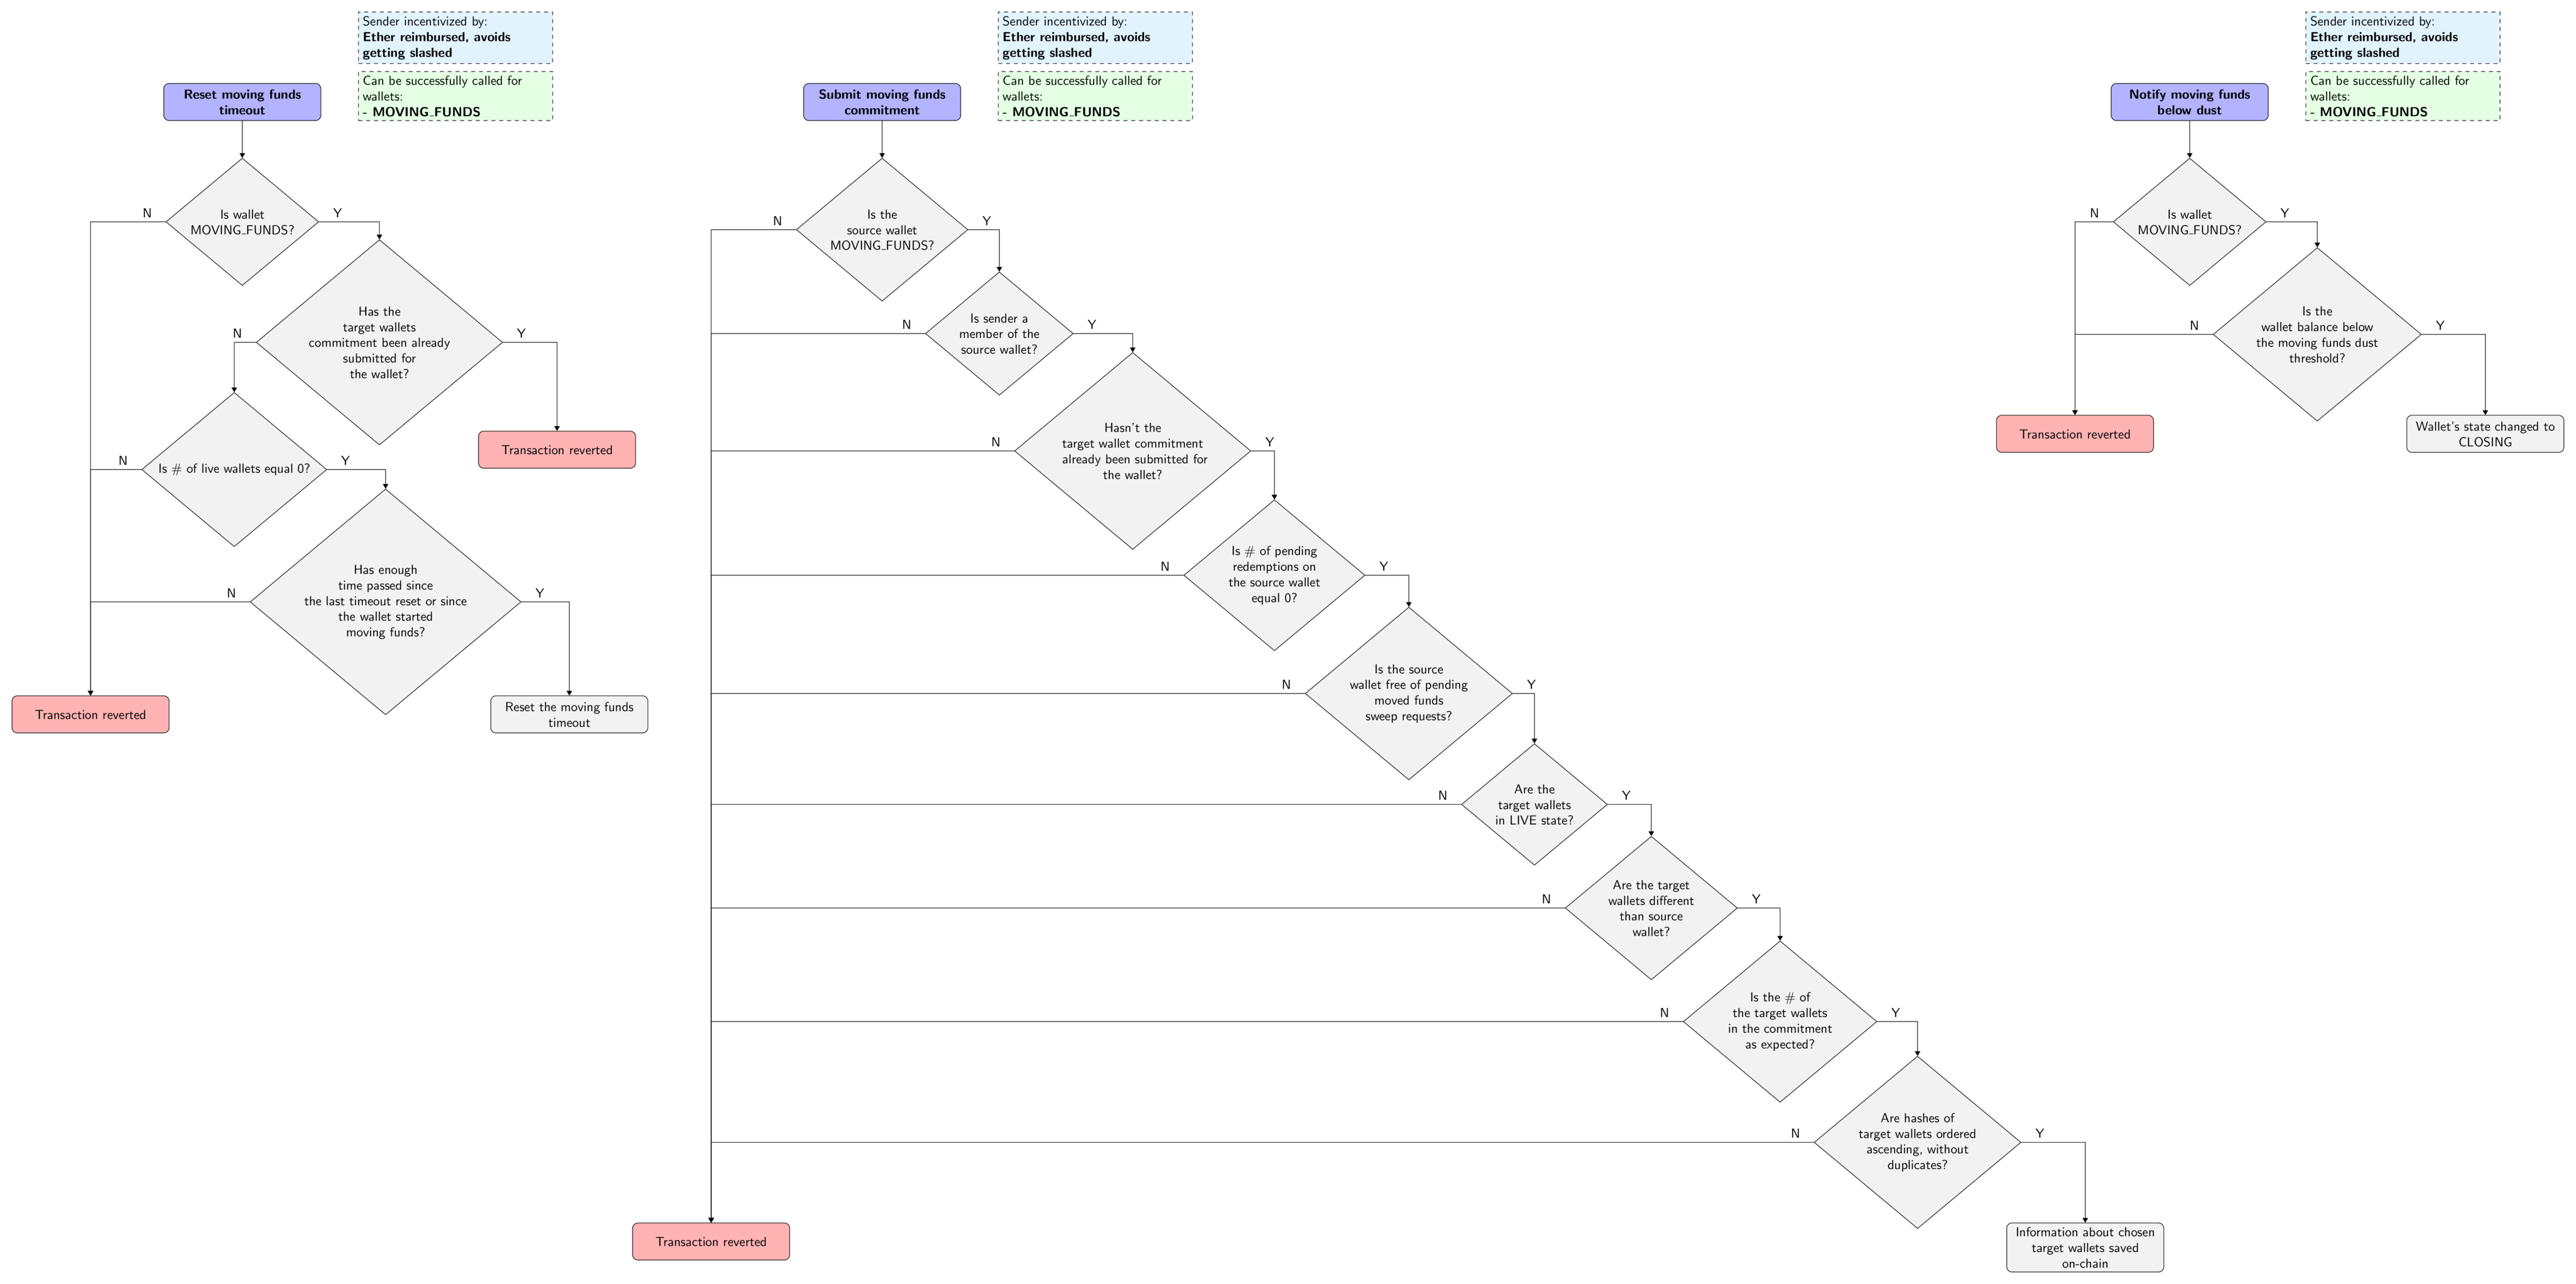 Sender incentivized by:
Ether reimbursed, avoids
getting slashed
Can be successfully called for
wallets:
- MOVING_FUNDS
Reset moving funds
timeout
Is wallet
MOVING_FUNDS?
N
Y
Has the
target wallets
commitment been already
submitted for
the wallet?
N
Y
Transaction reverted
Is # of live wallets equal 0?
N
Y
Has enough
time passed since
the last timeout reset or since
the wallet started
moving funds?
N
Y
Transaction reverted
Reset the moving funds
timeout
Sender incentivized by:
Ether reimbursed, avoids
getting slashed
Can be successfully called for
wallets:
- MOVING_FUNDS
Submit moving funds
commitment
Is the
source wallet
MOVING_FUNDS?
N
Y
Is sender a
member of the
source wallet?
N
Y
Hasn't the
target wallet commitment
already been submitted for
the wallet?
N
Y
Is # of pending
redemptions on
the source wallet
equal 0?
N
Y
Is the source
wallet free of pending
moved funds
sweep requests?
N
Y
Are the
target wallets
in LIVE state?
N
Y
Are the target
wallets different
than source
wallet?
N
Y
Is the # of
the target wallets
in the commitment
as expected?
N
Y
Are hashes of
target wallets ordered
ascending, without
duplicates?
N
Y
Transaction reverted
Information about chosen
target wallets saved
on-chain
Sender incentivized by:
Ether reimbursed, avoids
getting slashed
Can be successfully called for
wallets:
- MOVING_FUNDS
Notify moving funds
below dust
Is wallet
MOVING_FUNDS?
N
Y
Is the
wallet balance below
the moving funds dust
threshold?
N
Y
Transaction reverted
Wallet's state changed to
CLOSING